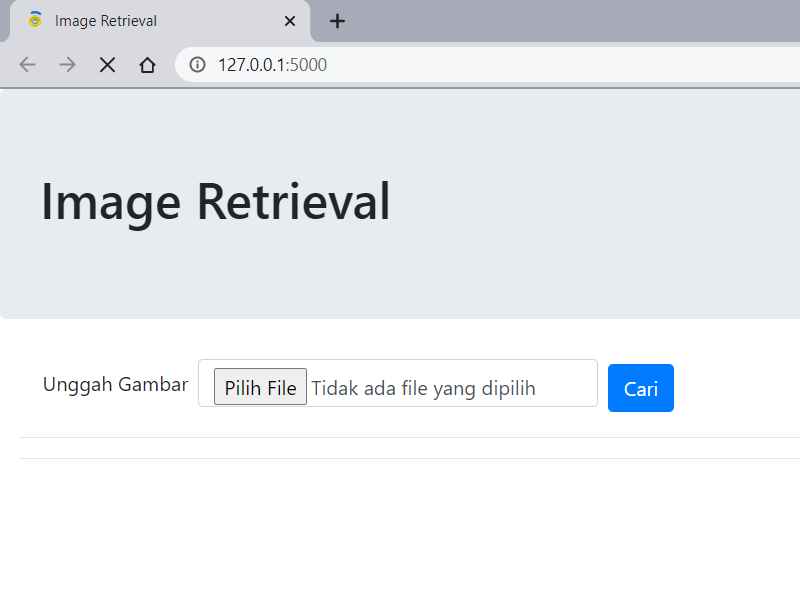 Image Retrieval
127.0.0.1:5000
Image Retrieval
Unggah Gambar Pilih File Tidak ada file yang dipilih Cari